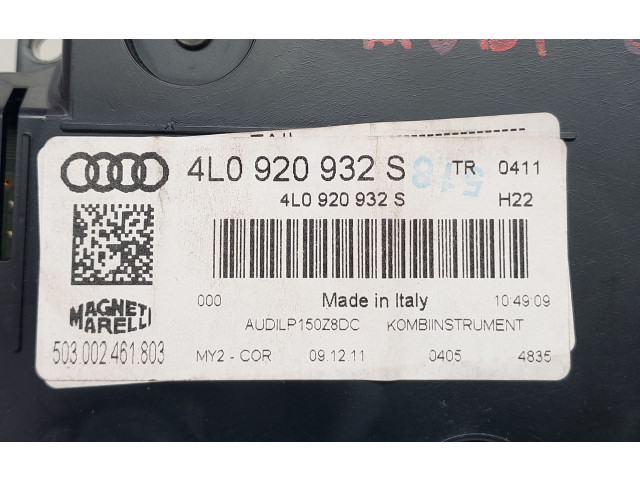 4L0 920 932 S TR 0411
4L0 920 932 S H22
518
000 Made in Italy 10:49:09
MAGNETI
MARELLI
AUDILP150Z8DC KOMBIINSTRUMENT
503.002.461.803
MY2 - COR 09.12.11 0405 4835